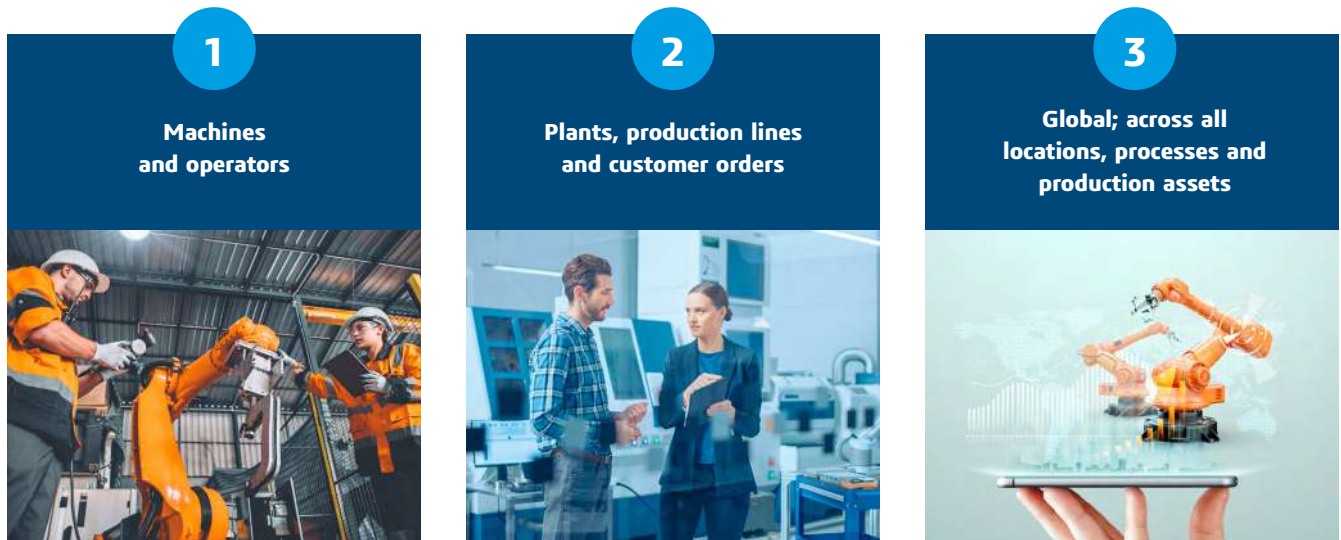 1
Machines
and operators
2
Plants, production lines
and customer orders
3
Global; across all
locations, processes and
production assets